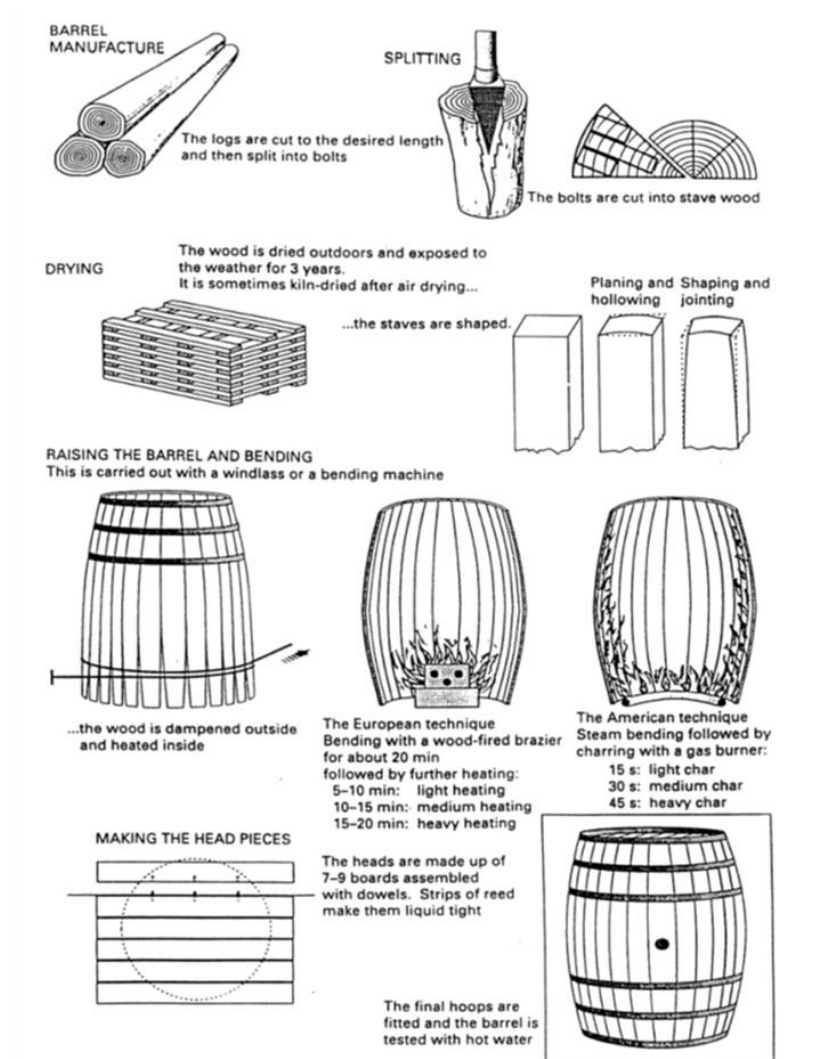 BARREL
MANUFACTURE
The logs are cut to the desired length
and then split into bolts
SPLITTING
The bolts are cut into stave wood
DRYING
The wood is dried outdoors and exposed to
the weather for 3 years.
It is sometimes kiln-dried after air drying...
...the staves are shaped.
Planing and
hollowing
Shaping and
jointing
RAISING THE BARREL AND BENDING
This is carried out with a windlass or a bending machine
...the wood is dampened outside
and heated inside
The European technique
Bending with a wood-fired brazier
for about 20 min
followed by further heating:
5–10 min: light heating
10–15 min: medium heating
15–20 min: heavy heating
The American technique
Steam bending followed by
charring with a gas burner:
15 s: light char
30 s: medium char
45 s: heavy char
MAKING THE HEAD PIECES
The heads are made up of
7–9 boards assembled
with dowels. Strips of reed
make them liquid tight
The final hoops are
fitted and the barrel is
tested with hot water